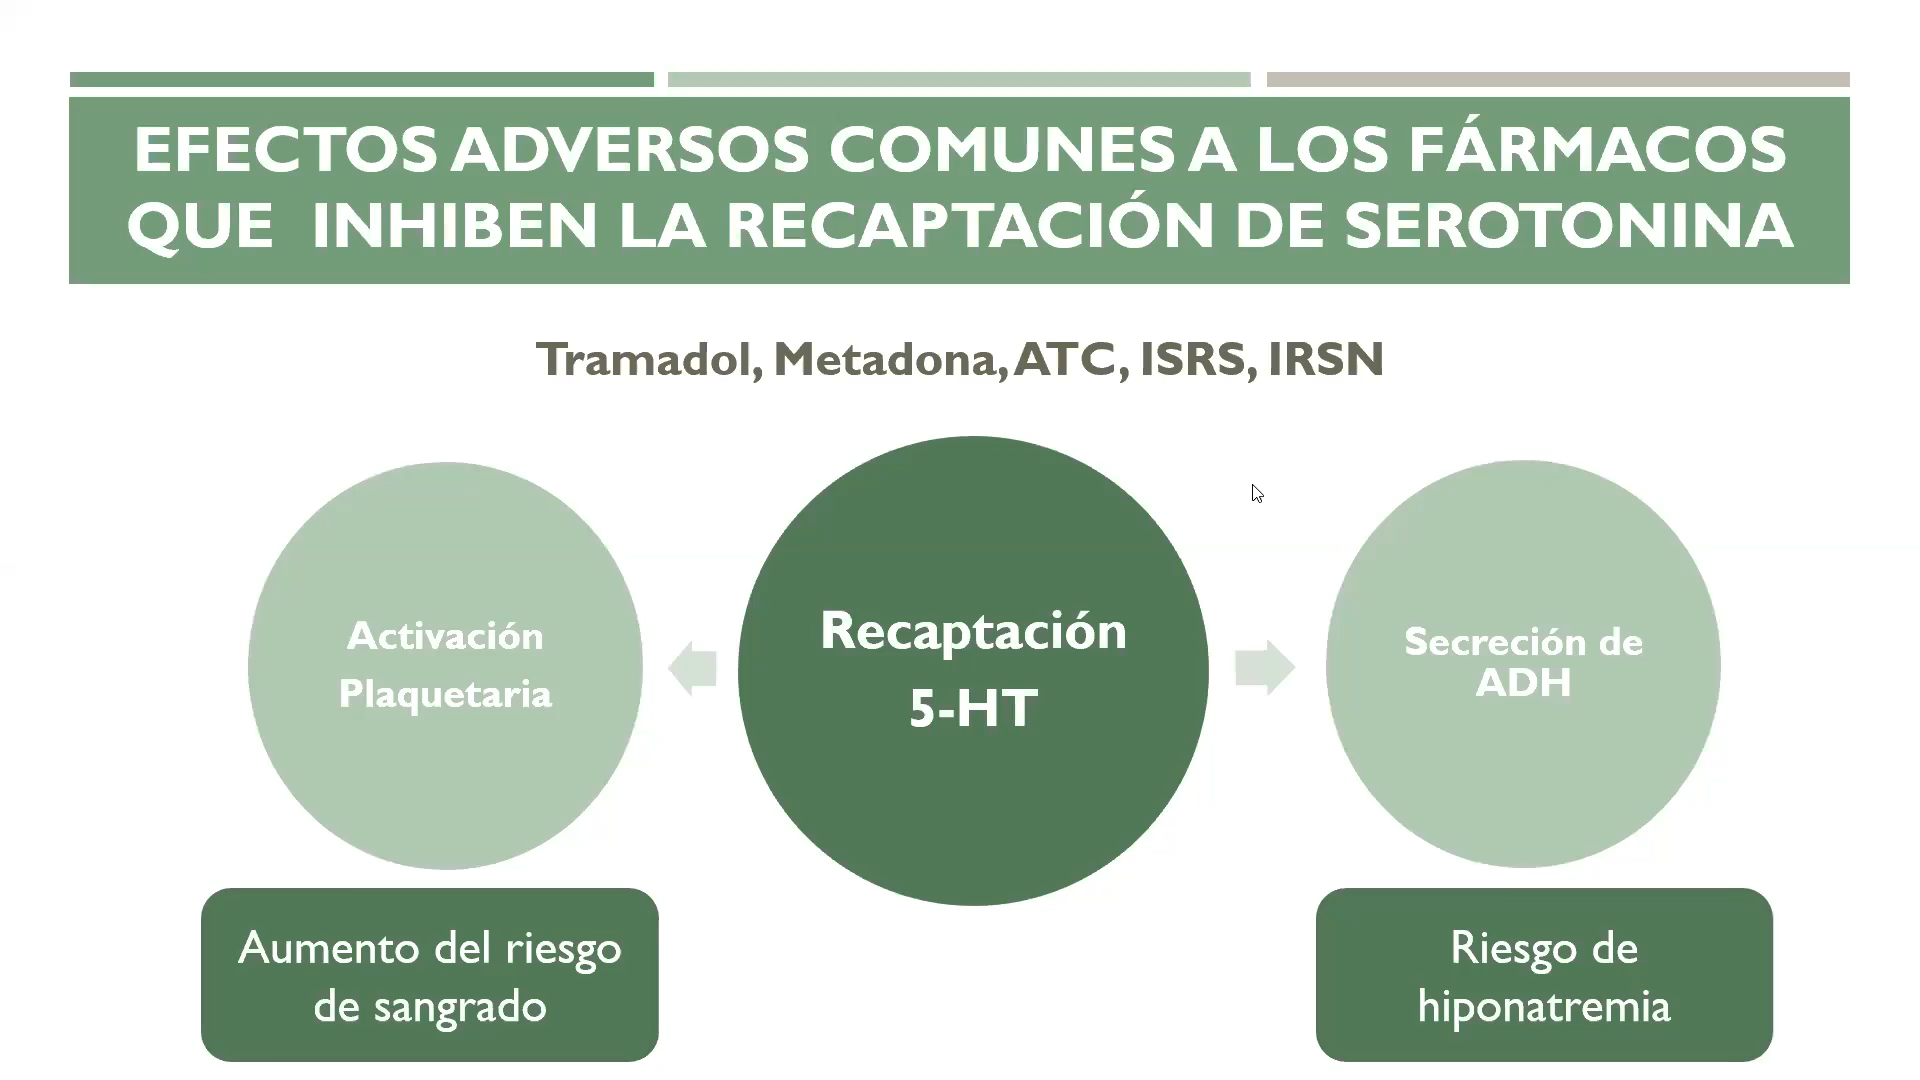 EFECTOS ADVERSOS COMUNES A LOS FÁRMACOS
QUE INHIBEN LA RECAPTACIÓN DE SEROTONINA
Tramadol, Metadona, ATC, ISRS, IRSN
Activación
Plaquetaria
Recaptación
5-HT
Secreción de
ADH
Aumento del riesgo
de sangrado
Riesgo de
hiponatremia